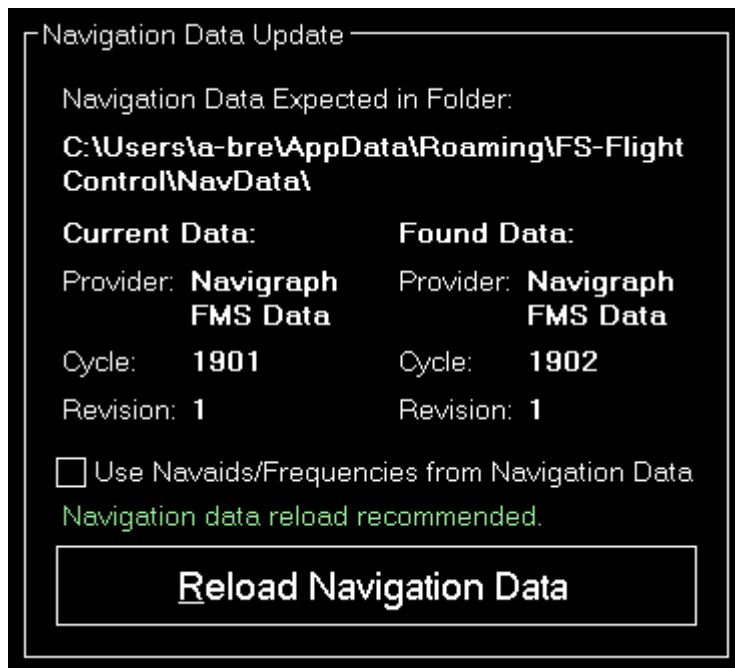 Navigation Data Update
Navigation Data Expected in Folder:
C:\Users\a-bre\AppData\Roaming\FS-Flight
Control\NavData\
Current Data: Found Data:
Provider: Navigraph Provider: Navigraph
FMS Data FMS Data
Cycle: 1901 Cycle: 1902
Revision: 1 Revision: 1
Use Navaids/Frequencies from Navigation Data
Navigation data reload recommended.
Reload Navigation Data